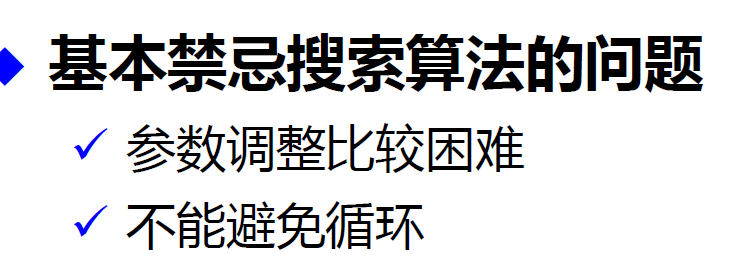 基本禁忌搜索算法的问题
参数调整比较困难
不能避免循环